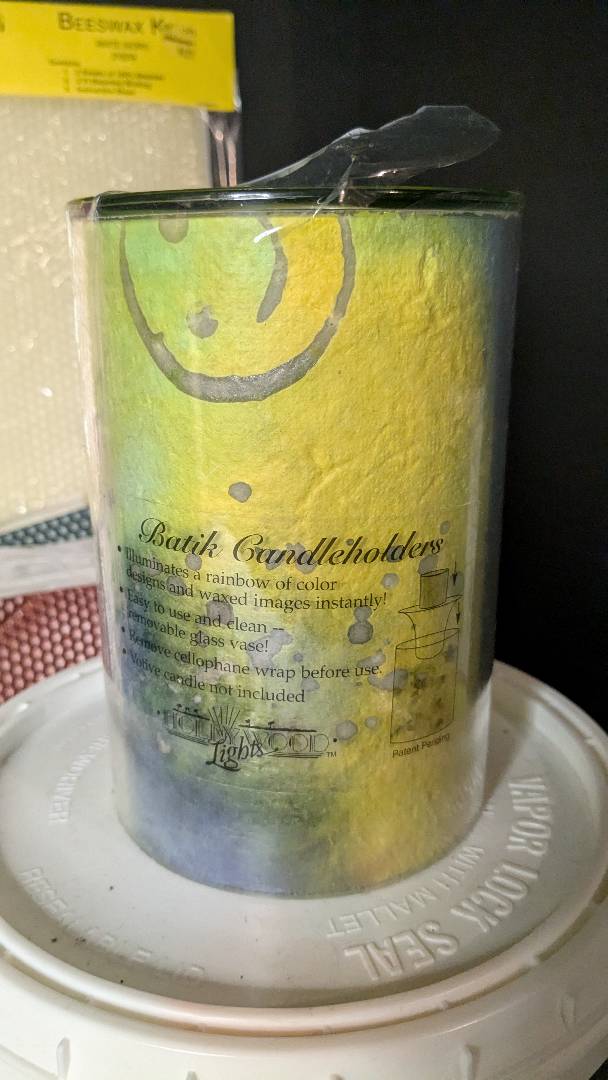 BEESWAX
Batik Candleholders
• Illuminates a rainbow of color
designs and waxed images instantly!
• Easy to use and clean –
removable glass vase!
• Remove cellophane wrap before use.
• Votive candle not included
HOLLYWOOD
Lights™
Patent Pending
VAPOR LOCK SEAL
WITH MALLET